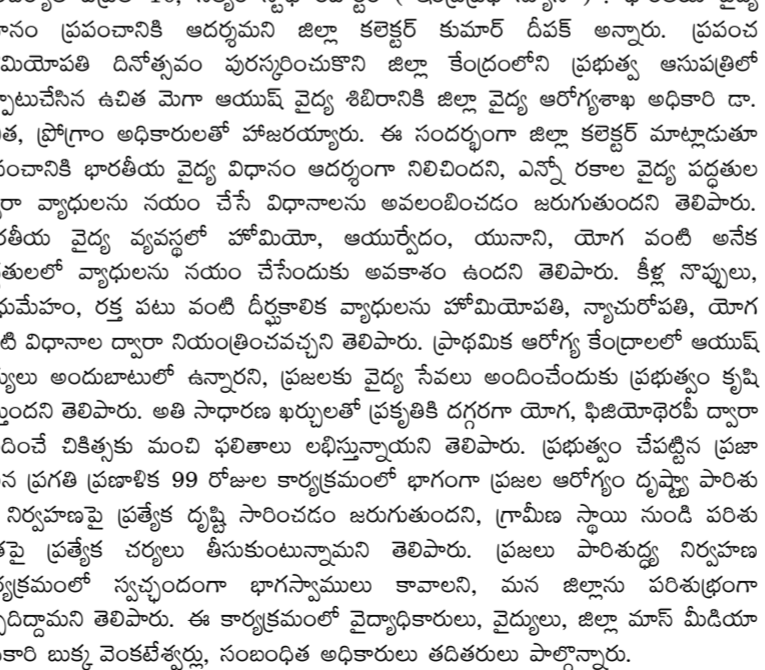 విధానం ప్రపంచానికి ఆదర్శమని జిల్లా కలెక్టర్ కుమార్ దీపక్ అన్నారు. ప్రపంచ
మియోపతి దినోత్సవం పురస్కరించుకొని జిల్లా కేంద్రంలోని ప్రభుత్వ ఆసుపత్రిలో
ర్పాటుచేసిన ఉచిత మెగా ఆయుష్ వైద్య శిబిరానికి జిల్లా వైద్య ఆరోగ్యశాఖ అధికారి డా.
ప్రోగ్రాం అధికారులతో హాజరయ్యారు. ఈ సందర్భంగా జిల్లా కలెక్టర్ మాట్లాడుతూ
పంచానికి భారతీయ వైద్య విధానం ఆదర్శంగా నిలిచిందని, ఎన్నో రకాల వైద్య పద్ధతుల
రా వ్యాధులను నయం చేసే విధానాలను అవలంబించడం జరుగుతుందని తెలిపారు.
రతీయ వైద్య వ్యవస్థలో హోమియో, ఆయుర్వేదం, యునాని, యోగ వంటి అనేక
తులలో వ్యాధులను నయం చేసేందుకు అవకాశం ఉందని తెలిపారు. కీళ్ల నొప్పులు,
ధుమేహం, రక్త పటు వంటి దీర్ఘకాలిక వ్యాధులను హోమియోపతి, న్యాచురోపతి, యోగ
టి విధానాల ద్వారా నియంత్రించవచ్చని తెలిపారు. ప్రాథమిక ఆరోగ్య కేంద్రాలలో ఆయుష్
్యులు అందుబాటులో ఉన్నారని, ప్రజలకు వైద్య సేవలు అందించేందుకు ప్రభుత్వం కృషి
స్తుందని తెలిపారు. అతి సాధారణ ఖర్చులతో ప్రకృతికి దగ్గరగా యోగ, ఫిజియోథెరపీ ద్వారా
దించే చికిత్సకు మంచి ఫలితాలు లభిస్తున్నాయని తెలిపారు. ప్రభుత్వం చేపట్టిన ప్రజా
న ప్రగతి ప్రణాళిక 99 రోజుల కార్యక్రమంలో భాగంగా ప్రజల ఆరోగ్యం దృష్ట్యా పారిశు
నిర్వహణపై ప్రత్యేక దృష్టి సారించడం జరుగుతుందని, గ్రామీణ స్థాయి నుండి పరిశు
తపై ప్రత్యేక చర్యలు తీసుకుంటున్నామని తెలిపారు. ప్రజలు పారిశుద్ధ్య నిర్వహణ
ర్యక్రమంలో స్వచ్ఛందంగా భాగస్వాములు కావాలని, మన జిల్లాను పరిశుభ్రంగా
్చదిద్దామని తెలిపారు. ఈ కార్యక్రమంలో వైద్యాధికారులు, వైద్యులు, జిల్లా మాస్ మీడియా
కారి బుక్క వెంకటేశ్వర్లు, సంబంధిత అధికారులు తదితరులు పాల్గొన్నారు.